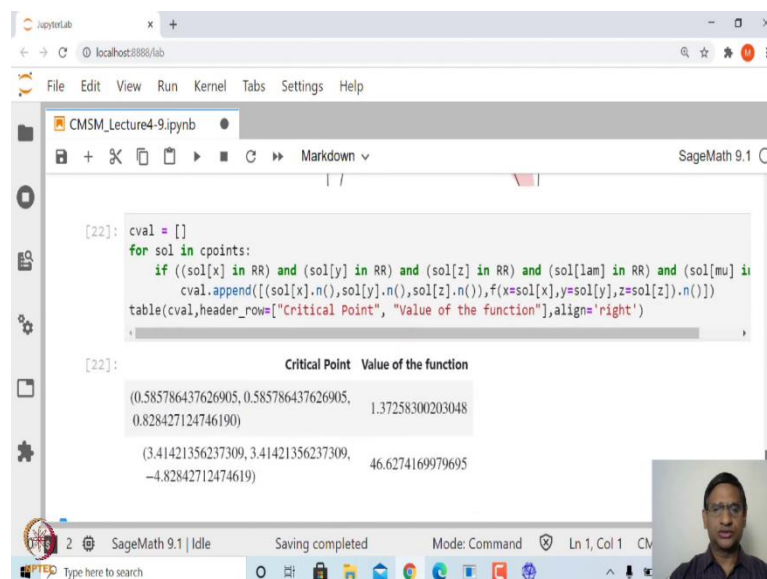 JupyterLab
localhost:8888/lab
File Edit View Run Kernel Tabs Settings Help
CMSM_Lecture4-9.ipynb
Markdown SageMath 9.1
[22]: cval = []
for sol in cpoints:
if ((sol[x] in RR) and (sol[y] in RR) and (sol[z] in RR) and (sol[lam] in RR) and (sol[mu] in
cval.append([(sol[x].n(),sol[y].n(),sol[z].n()),f(x=sol[x],y=sol[y],z=sol[z]).n()])
table(cval,header_row=["Critical Point", "Value of the function"],align='right')
[22]: Critical Point Value of the function
(0.585786437626905, 0.585786437626905,
0.828427124746190) 1.37258300203048
(3.41421356237309, 3.41421356237309,
−4.82842712474619) 46.6274169979695
2 SageMath 9.1 | Idle Saving completed Mode: Command Ln 1, Col 1 CM
NPTEL Type here to search